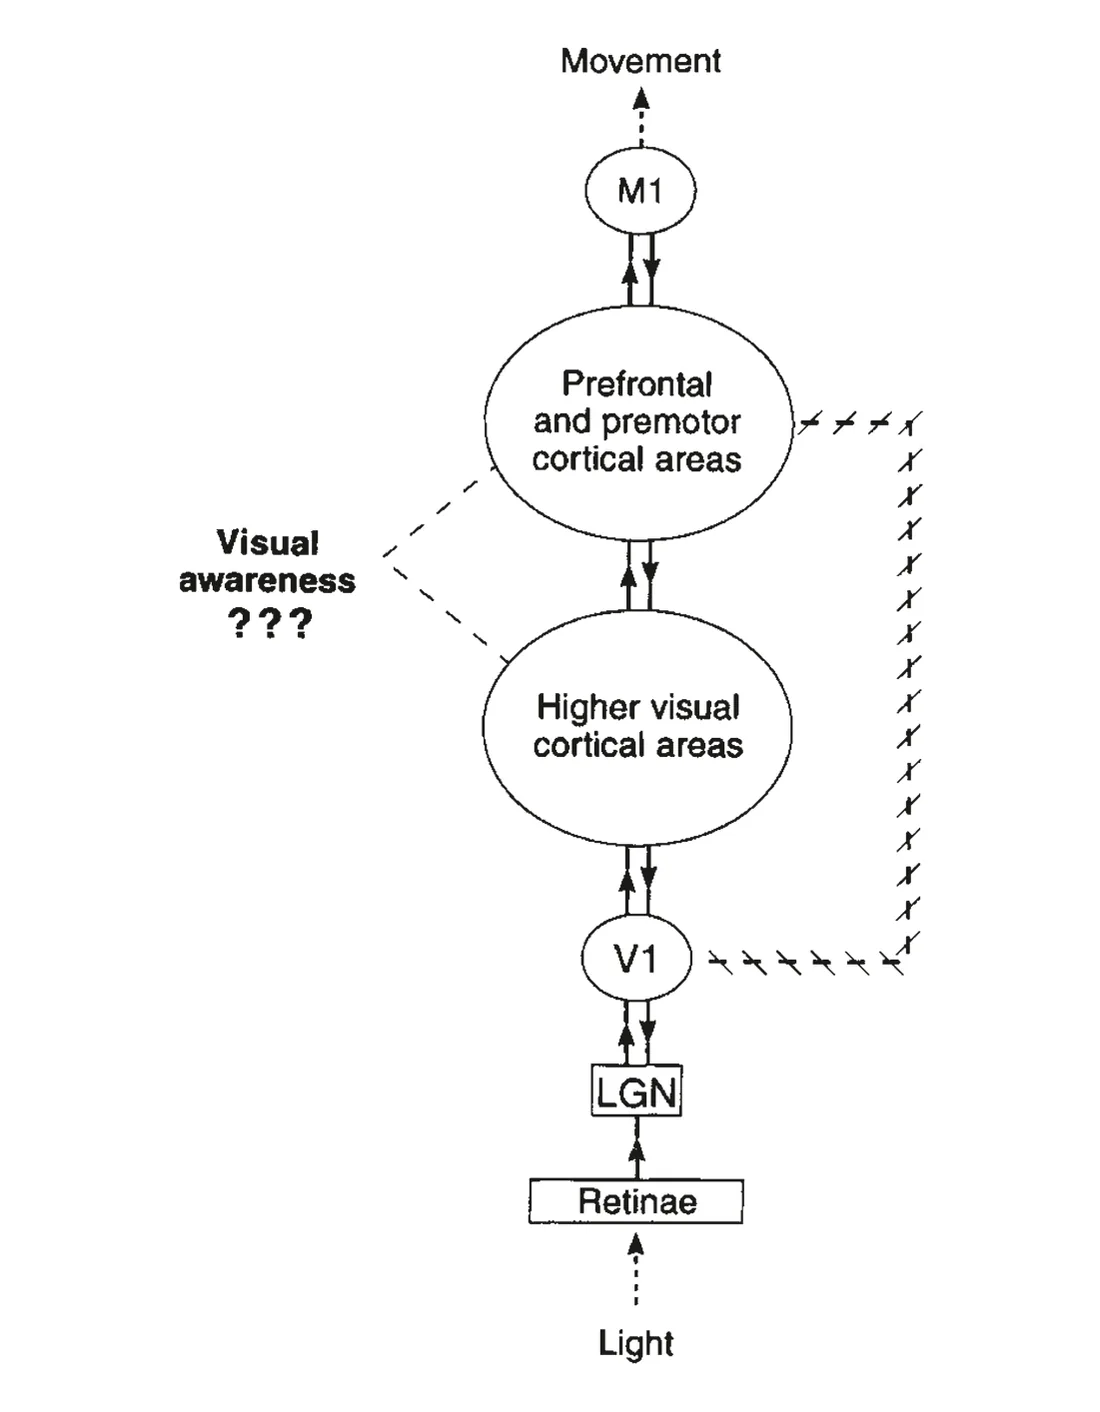 Movement
M1
Prefrontal
and premotor
cortical areas
Visual
awareness
???
Higher visual
cortical areas
V1
LGN
Retinae
Light